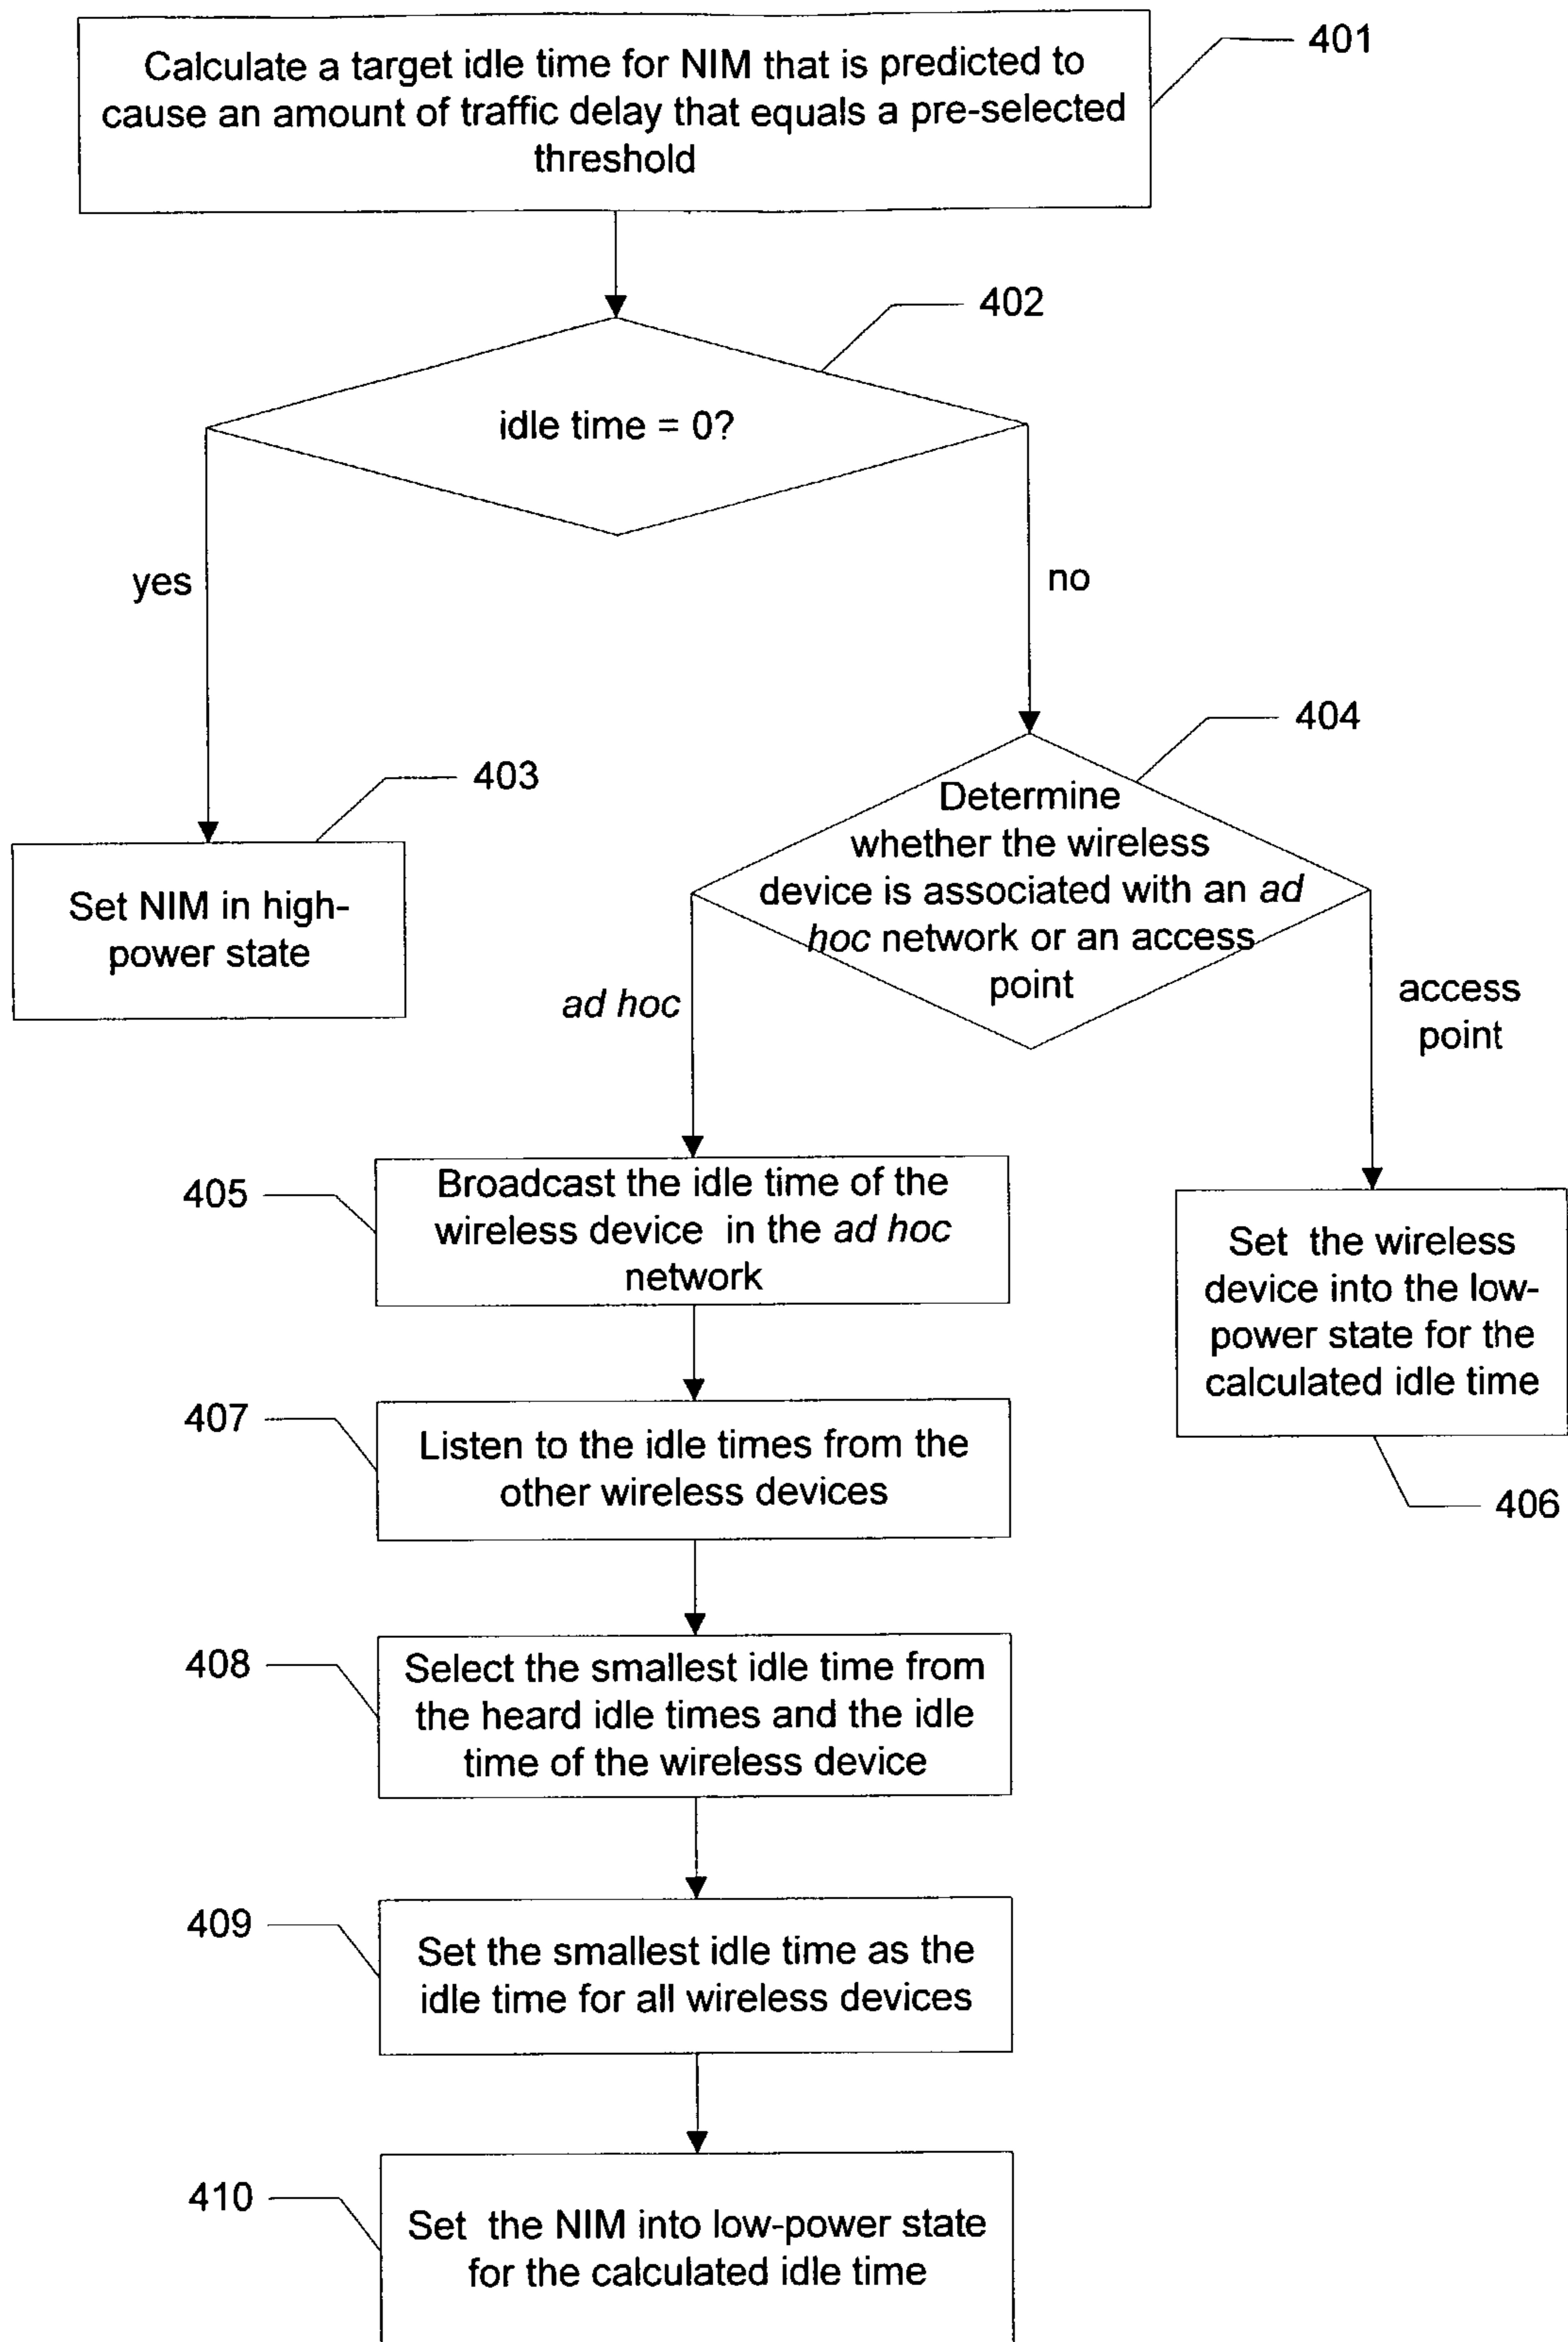 Calculate a target idle time for NIM that is predicted to
cause an amount of traffic delay that equals a pre-selected
threshold
401
402
idle time = 0?
yes
no
404
403
Determine
whether the wireless
device is associated with an ad
hoc network or an access
point
Set NIM in high-
power state
ad hoc
access
point
405
Broadcast the idle time of the
wireless device in the ad hoc
network
Set the wireless
device into the low-
power state for the
calculated idle time
406
407
Listen to the idle times from the
other wireless devices
408
Select the smallest idle time from
the heard idle times and the idle
time of the wireless device
409
Set the smallest idle time as the
idle time for all wireless devices
410
Set the NIM into low-power state
for the calculated idle time